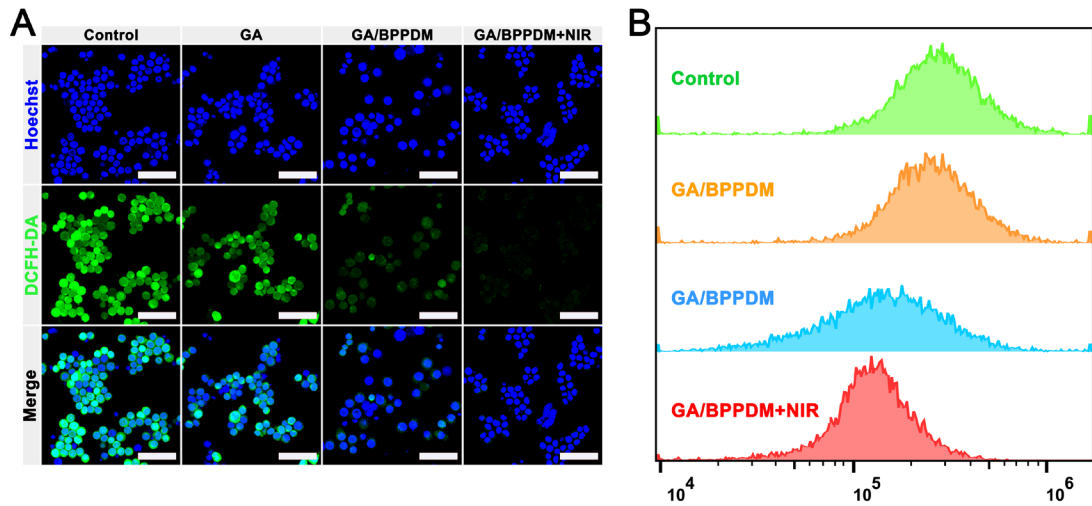 A
Control GA GA/BPPDM GA/BPPDM+NIR
Hoechst
DCFH-DA
Merge
B
Control
GA/BPPDM
GA/BPPDM
GA/BPPDM+NIR
10^4 10^5 10^6